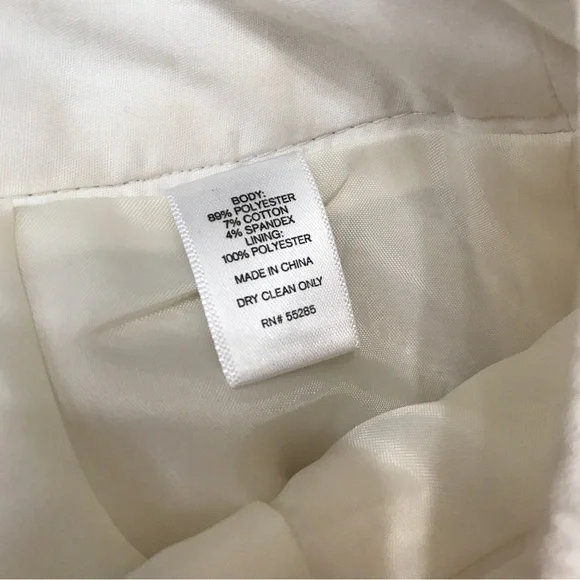 BODY:
89% POLYESTER
7% COTTON
4% SPANDEX
LINING:
100% POLYESTER
MADE IN CHINA
DRY CLEAN ONLY
RN# 55285